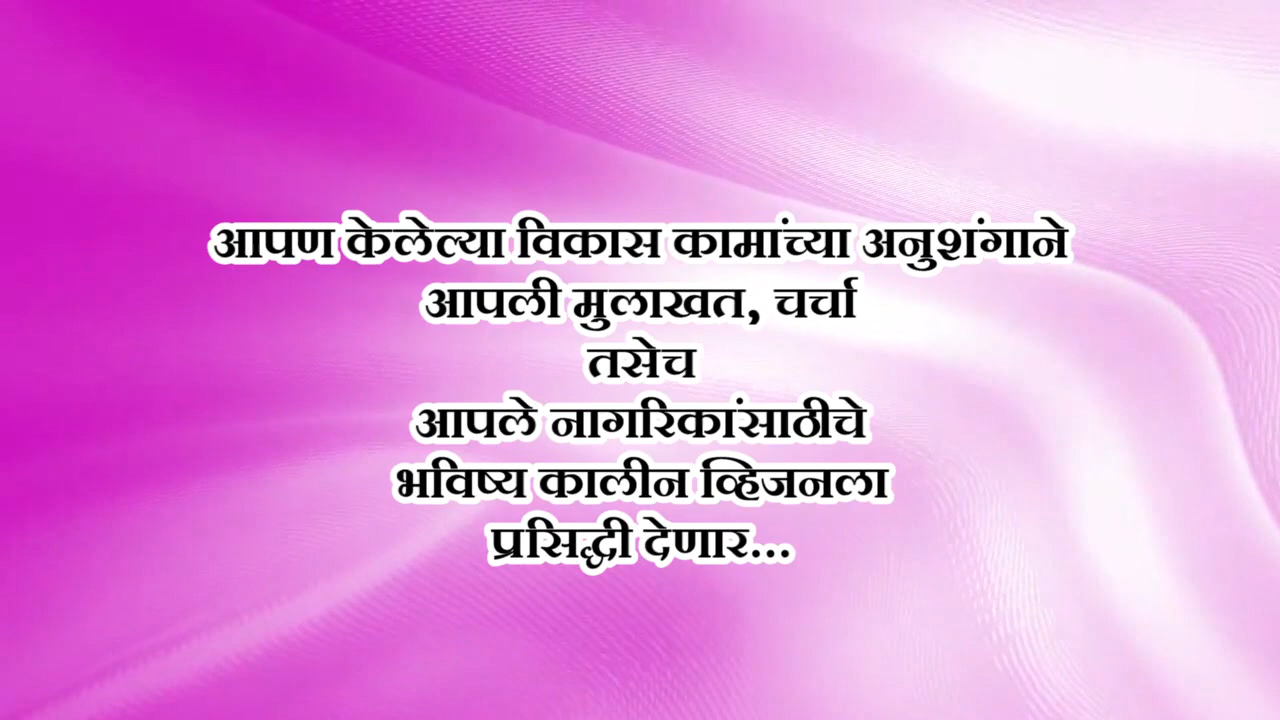 आपण केलेल्या विकास कामांच्या अनुशंगाने
आपली मुलाखत, चर्चा
तसेच
आपले नागरिकांसाठीचे
भविष्य कालीन व्हिजनला
प्रसिद्धी देणार...